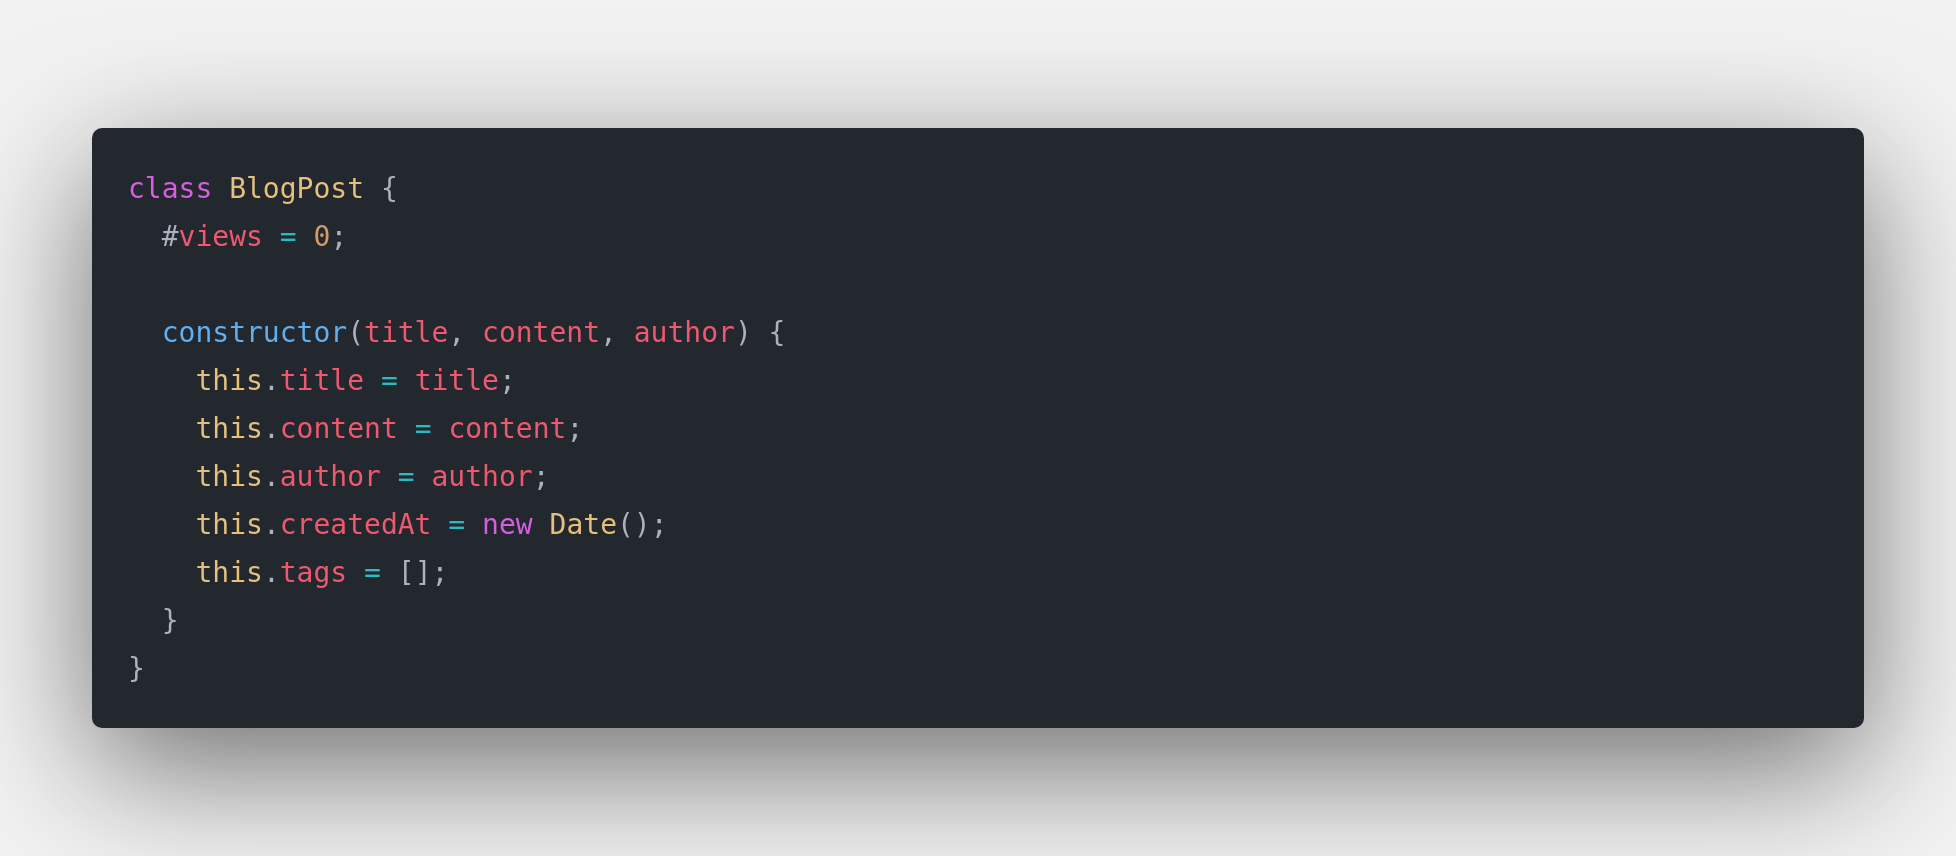 class BlogPost {
  #views = 0;

  constructor(title, content, author) {
    this.title = title;
    this.content = content;
    this.author = author;
    this.createdAt = new Date();
    this.tags = [];
  }
}